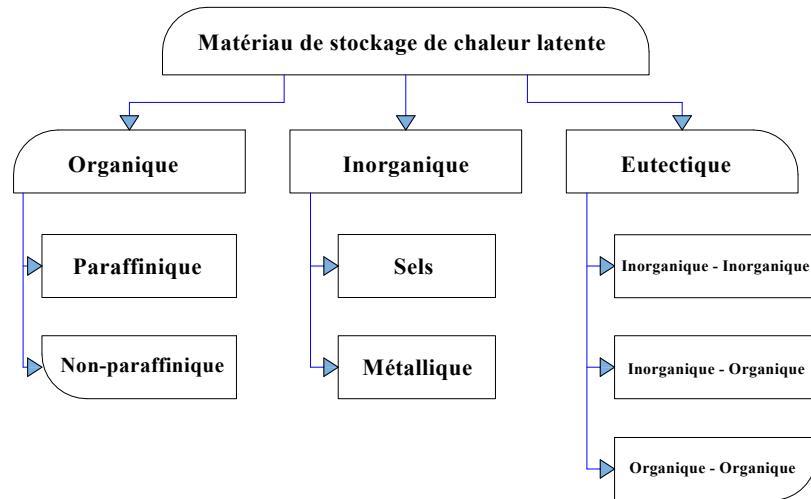 Matériau de stockage de chaleur latente
Organique
Inorganique
Eutectique
Paraffinique
Sels
Inorganique - Inorganique
Non-paraffinique
Métallique
Inorganique - Organique
Organique - Organique